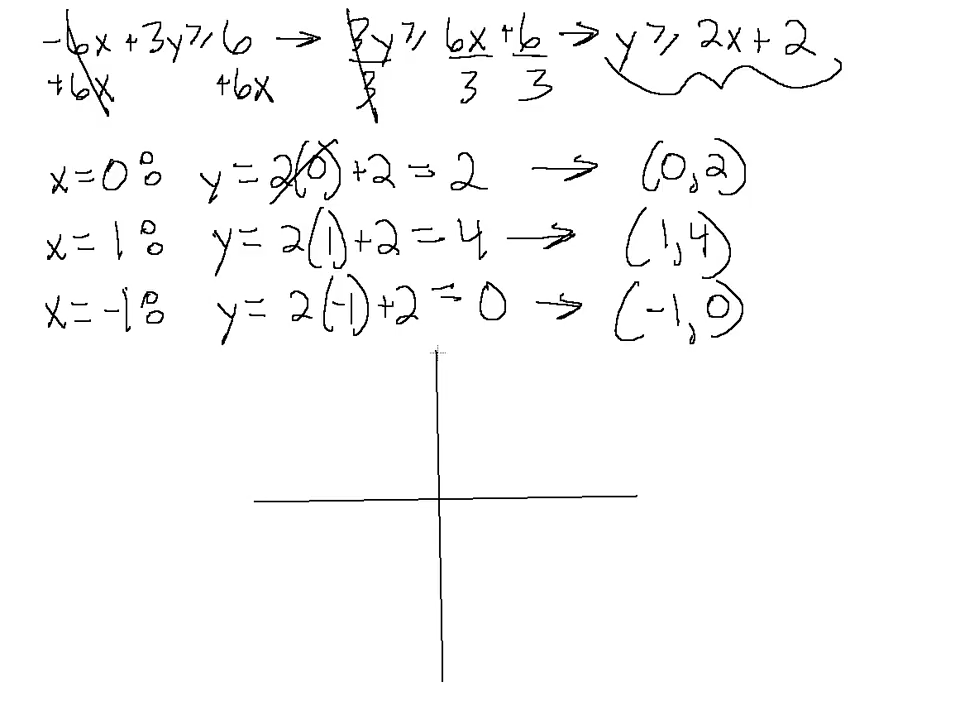 -6x + 3y ≥ 6 → 3y/3 ≥ 6x/3 + 6/3 → y ≥ 2x + 2
+6x +6x
x = 0: y = 2(0) + 2 = 2 → (0, 2)
x = 1: y = 2(1) + 2 = 4 → (1, 4)
x = -1: y = 2(-1) + 2 = 0 → (-1, 0)